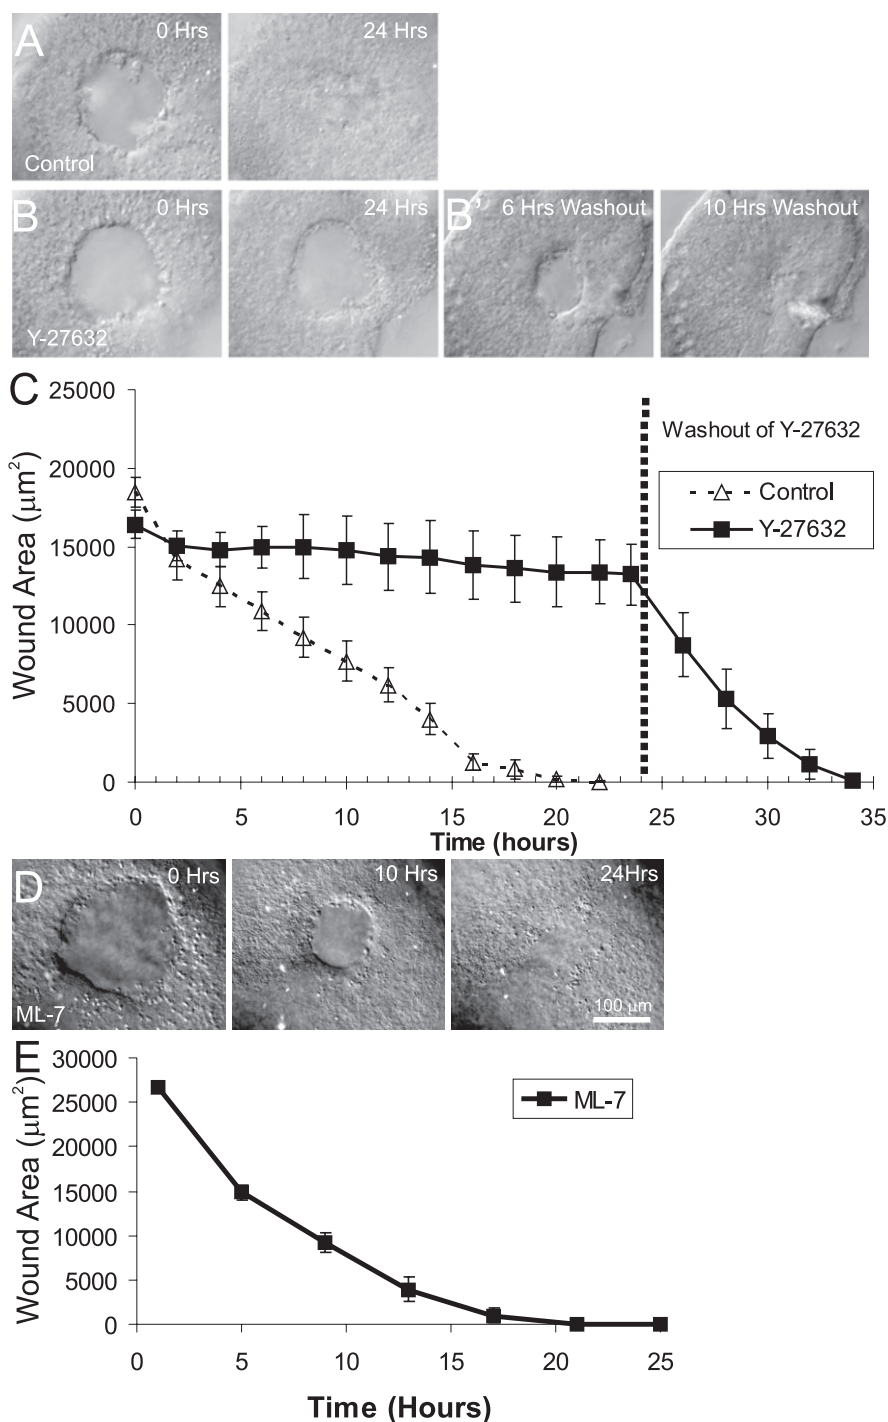 A
0 Hrs
24 Hrs
Control
B
0 Hrs
24 Hrs
B'
6 Hrs Washout
10 Hrs Washout
Y-27632
C
25000
20000
15000
10000
5000
0
Wound Area (μm²)
Washout of Y-27632
Control
Y-27632
0 5 10 15 20 25 30 35
Time (hours)
D
0 Hrs
10 Hrs
24Hrs
ML-7
100 μm
E
30000
25000
20000
15000
10000
5000
0
Wound Area (μm²)
ML-7
0 5 10 15 20 25
Time (Hours)